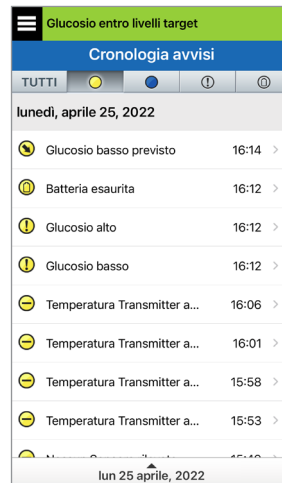 Glucosio entro livelli target
Cronologia avvisi
TUTTI
lunedì, aprile 25, 2022
Glucosio basso previsto 16:14
Batteria esaurita 16:12
Glucosio alto 16:12
Glucosio basso 16:12
Temperatura Transmitter a... 16:06
Temperatura Transmitter a... 16:01
Temperatura Transmitter a... 15:58
Temperatura Transmitter a... 15:53
lun 25 aprile, 2022